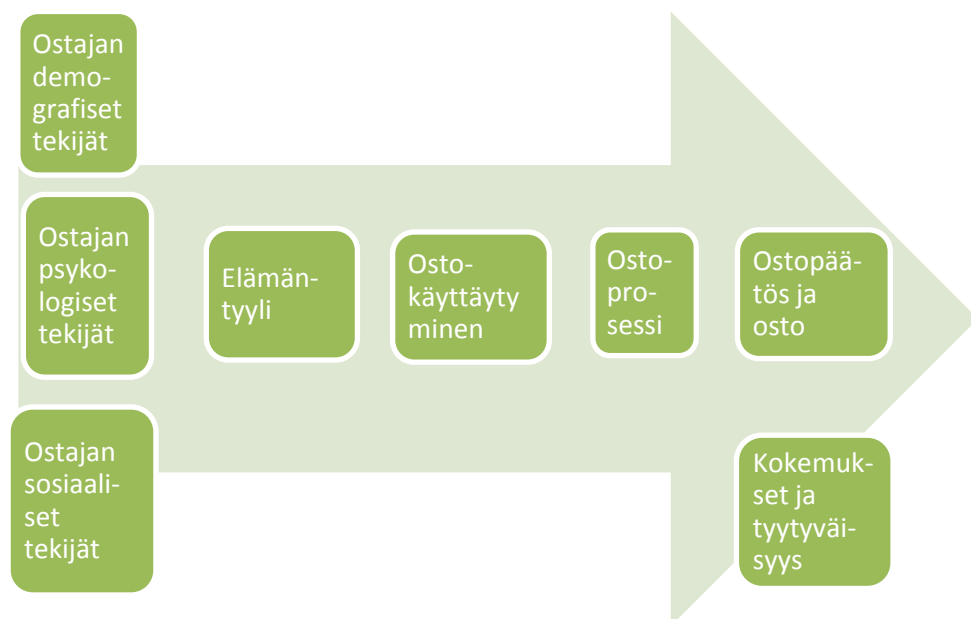 Ostajan
demo-
grafiset
tekijät
Ostajan
psyko-
logiset
tekijät
Ostajan
sosiaali-
set
tekijät
Elämän-
tyyli
Osto-
käyttäyty
minen
Osto-
pro-
sessi
Ostopää-
tös ja
osto
Kokemuk-
set ja
tyytyväi-
syys